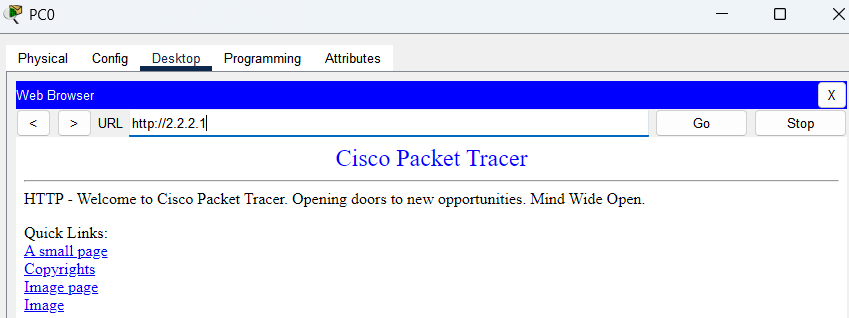 PC0
Physical Config Desktop Programming Attributes
Web Browser X
< > URL http://2.2.2.1 Go Stop
Cisco Packet Tracer
HTTP - Welcome to Cisco Packet Tracer. Opening doors to new opportunities. Mind Wide Open.
Quick Links:
A small page
Copyrights
Image page
Image